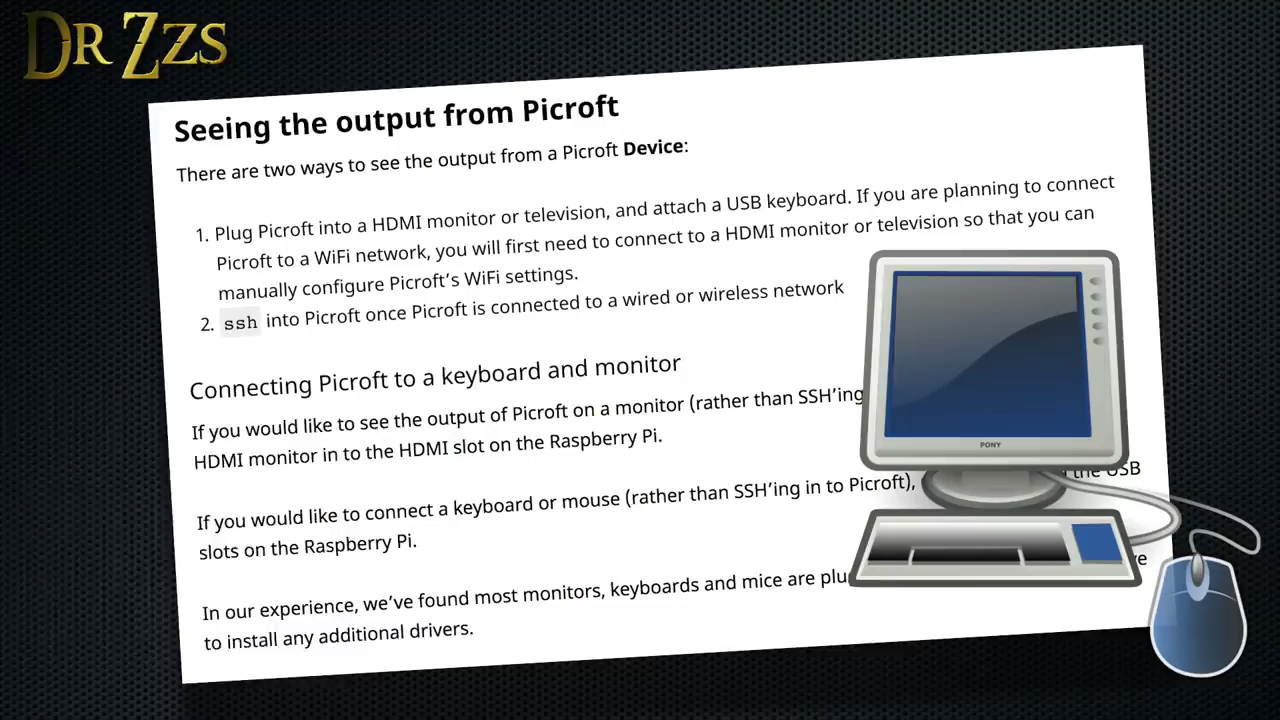 DR ZZS
Seeing the output from Picroft
There are two ways to see the output from a Picroft Device:
1. Plug Picroft into a HDMI monitor or television, and attach a USB keyboard. If you are planning to connect
Picroft to a WiFi network, you will first need to connect to a HDMI monitor or television so that you can
manually configure Picroft's WiFi settings.
2. ssh into Picroft once Picroft is connected to a wired or wireless network
Connecting Picroft to a keyboard and monitor
If you would like to see the output of Picroft on a monitor (rather than SSH'ing
HDMI monitor in to the HDMI slot on the Raspberry Pi.
If you would like to connect a keyboard or mouse (rather than SSH'ing in to Picroft), the USB
slots on the Raspberry Pi.
In our experience, we've found most monitors, keyboards and mice are
to install any additional drivers.
PONY